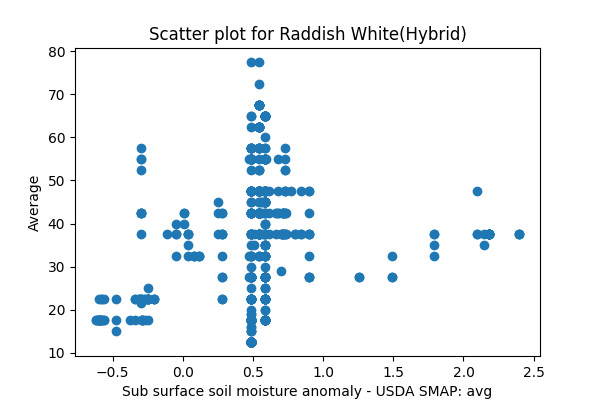 Scatter plot for Raddish White(Hybrid)
80
70
60
50
40
30
20
10
Average
−0.5 0.0 0.5 1.0 1.5 2.0 2.5
Sub surface soil moisture anomaly - USDA SMAP: avg